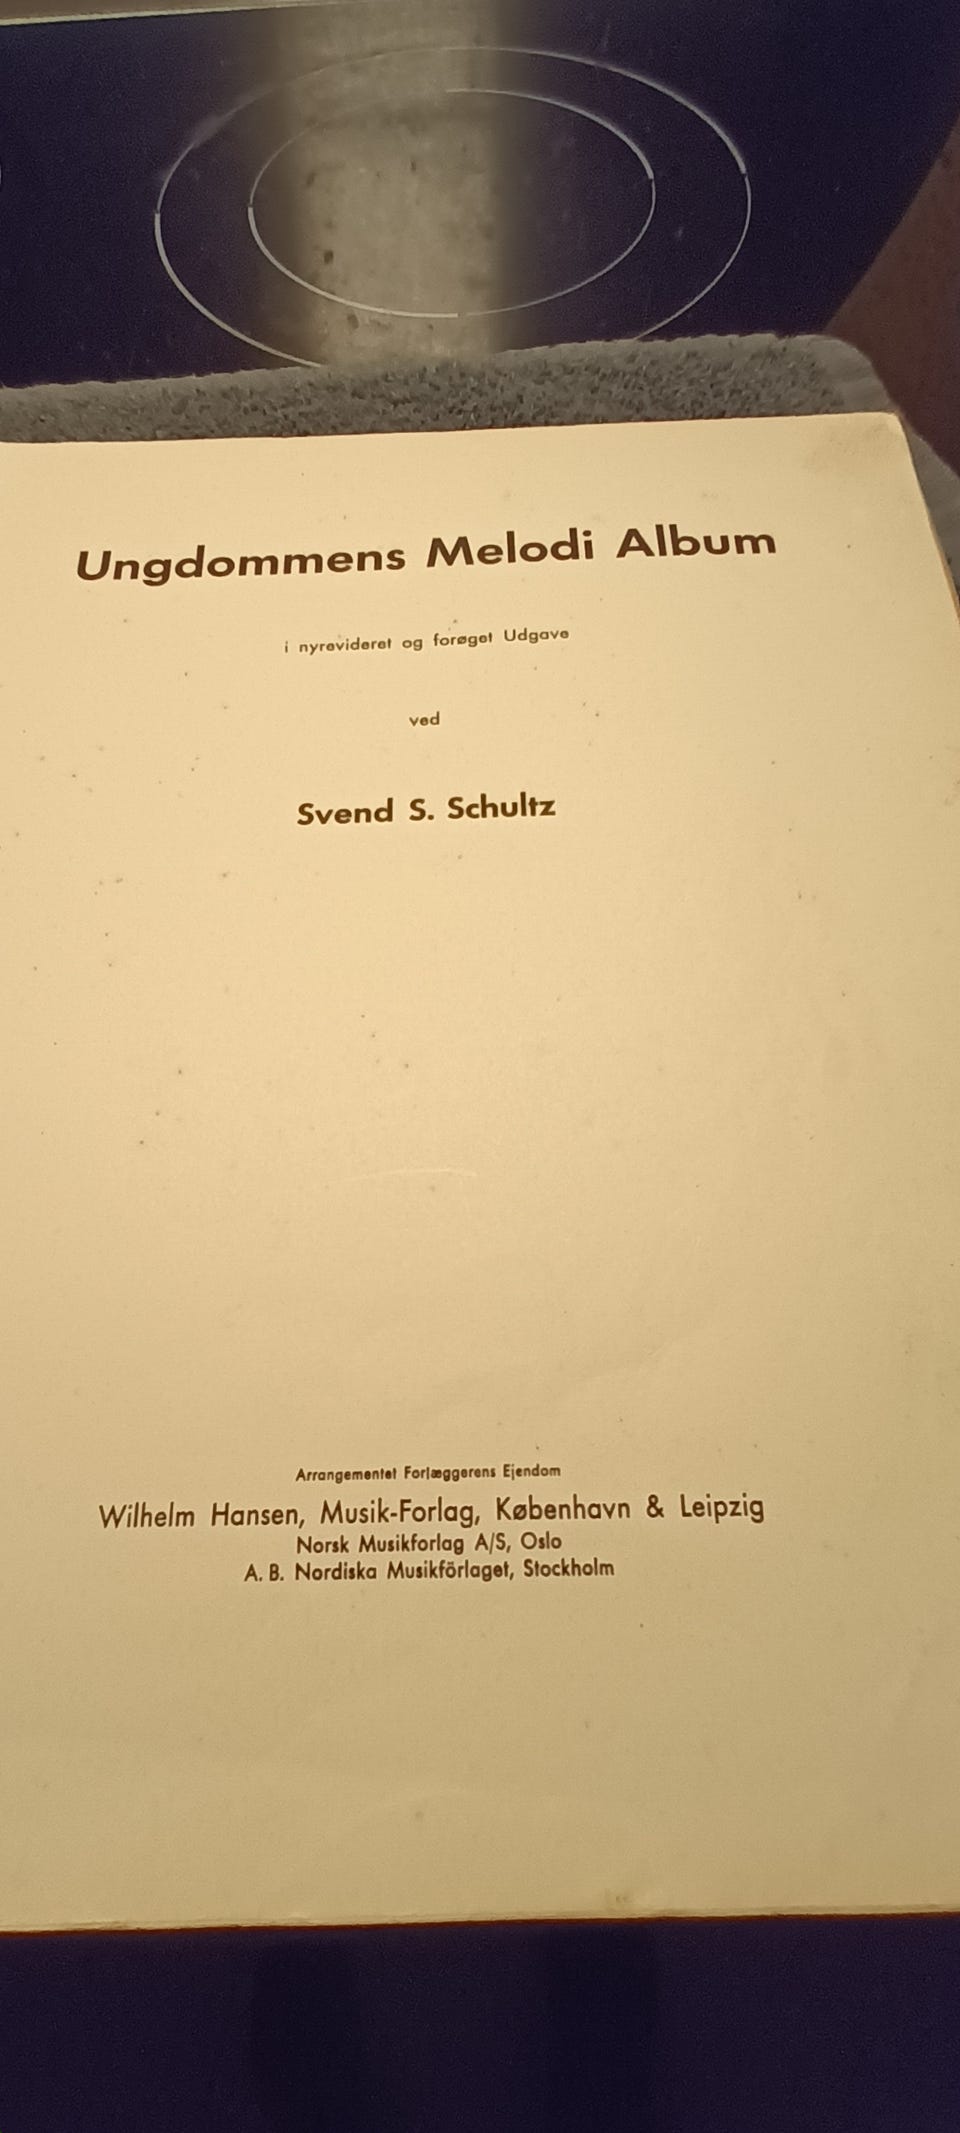 Ungdommens Melodi Album
i nyrevideret og forøget Udgave
ved
Svend S. Schultz
Arrangementet Forlæggerens Ejendom
Wilhelm Hansen, Musik-Forlag, København & Leipzig
Norsk Musikforlag A/S, Oslo
A. B. Nordiska Musikförlaget, Stockholm